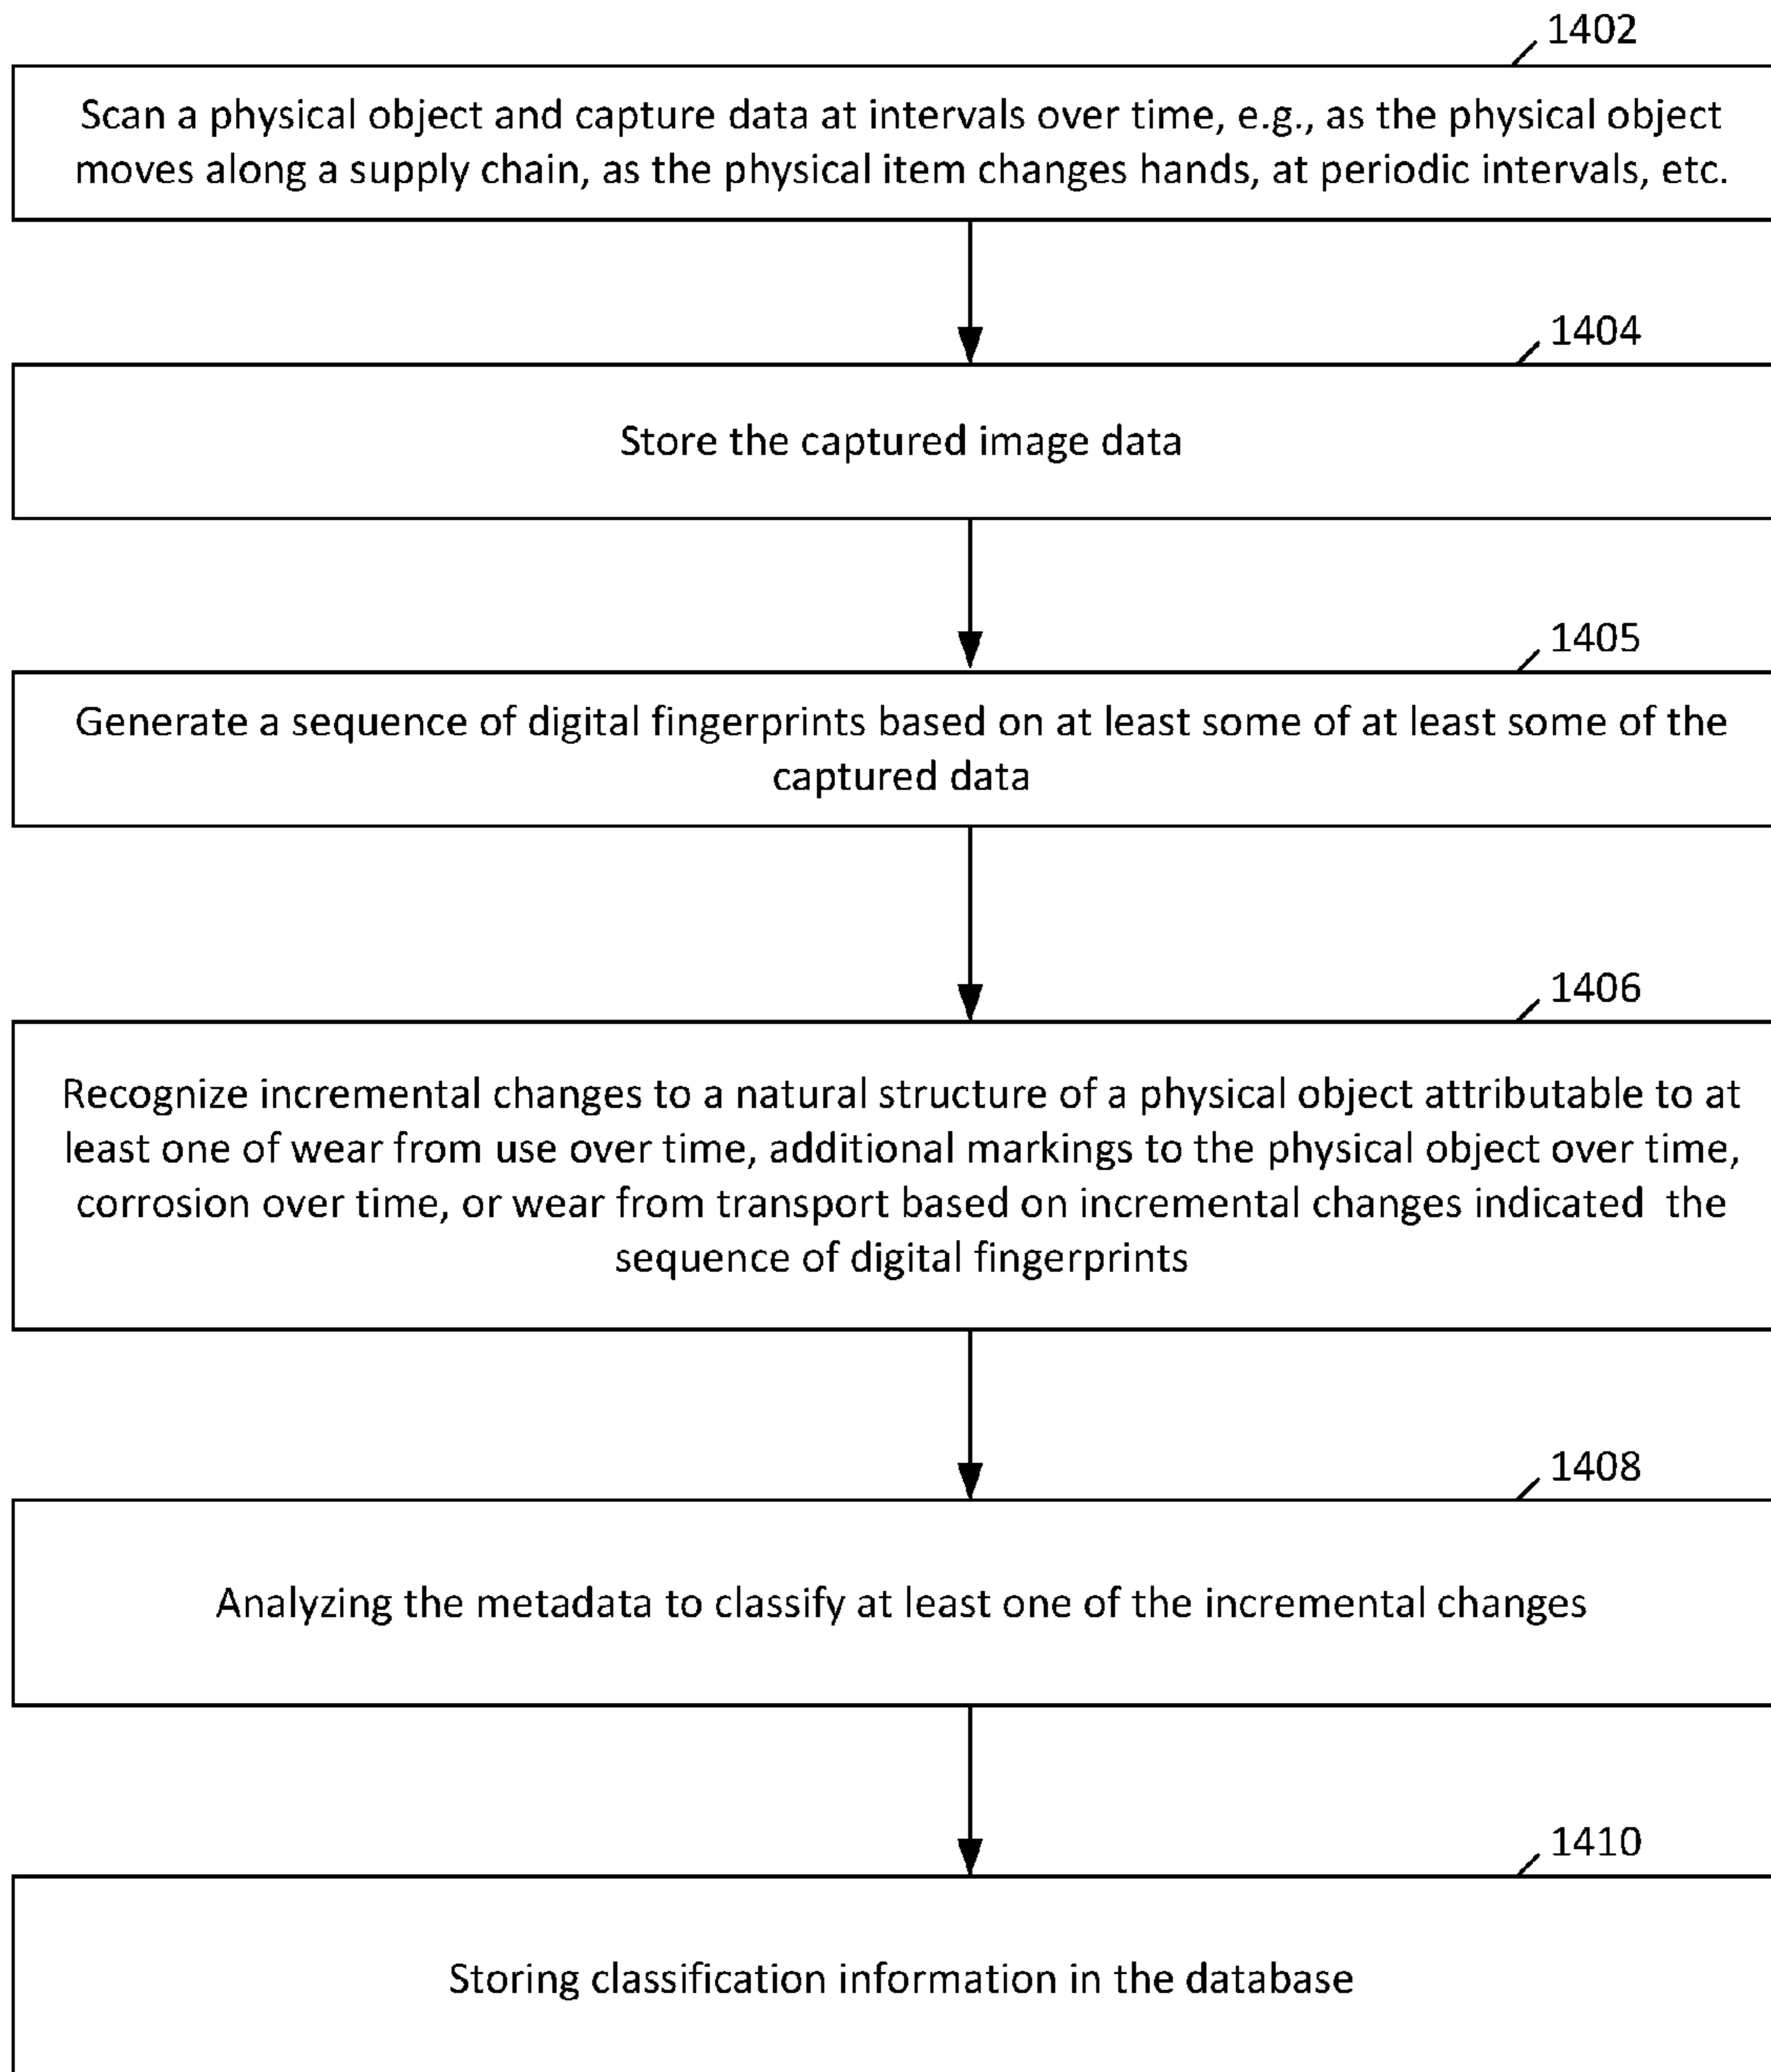 1402
Scan a physical object and capture data at intervals over time, e.g., as the physical object
moves along a supply chain, as the physical item changes hands, at periodic intervals, etc.
1404
Store the captured image data
1405
Generate a sequence of digital fingerprints based on at least some of at least some of the
captured data
1406
Recognize incremental changes to a natural structure of a physical object attributable to at
least one of wear from use over time, additional markings to the physical object over time,
corrosion over time, or wear from transport based on incremental changes indicated the
sequence of digital fingerprints
1408
Analyzing the metadata to classify at least one of the incremental changes
1410
Storing classification information in the database